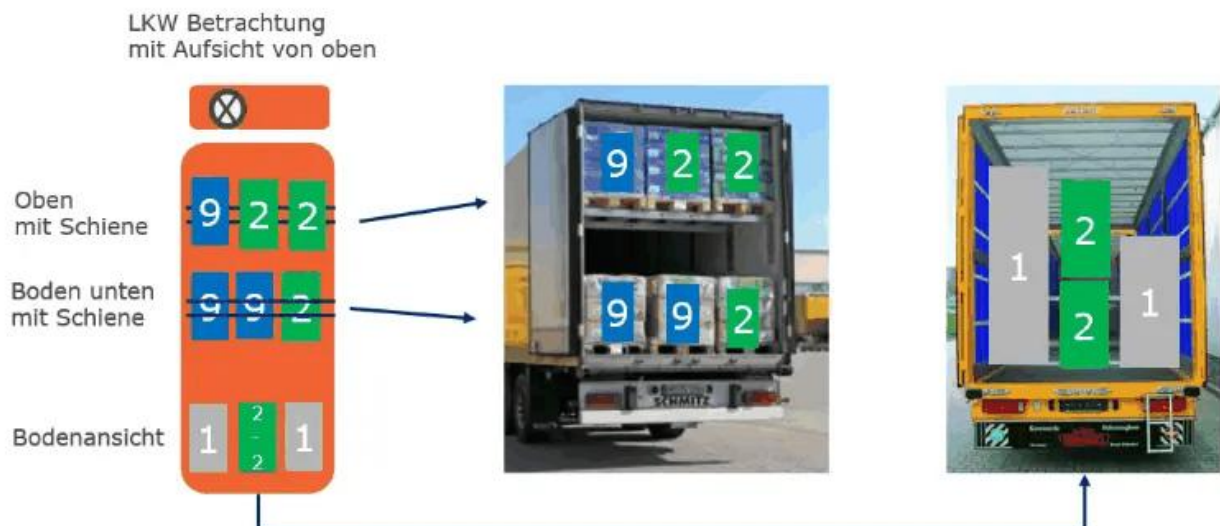 LKW Betrachtung
mit Aufsicht von oben
Oben
mit Schiene
9 2 2
Boden unten
mit Schiene
9 9 2
Bodenansicht
1 2 - 2 1
9 2 2
9 9 2
SCHMITZ
1 2 2 1